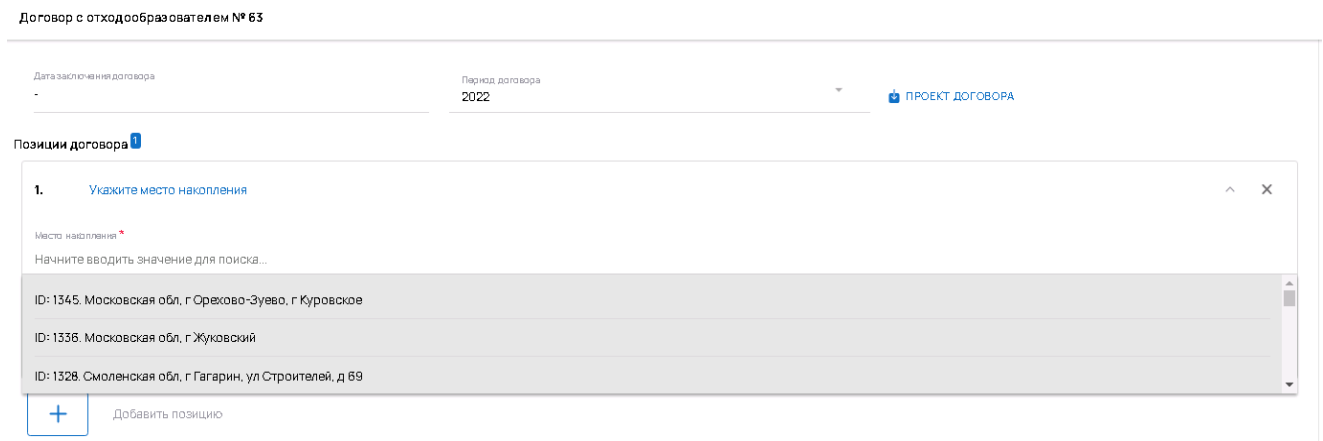 Договор с отходообразователем № 63
Дата заключения договора
-
Период договора
2022
ПРОЕКТ ДОГОВОРА
Позиции договора 1
1. Укажите место накопления
Место накопления *
Начните вводить значение для поиска...
ID: 1345. Московская обл, г Орехово-Зуево, г Куровское
ID: 1336. Московская обл, г Жуковский
ID: 1328. Смоленская обл, г Гагарин, ул Строителей, д 69
Добавить позицию